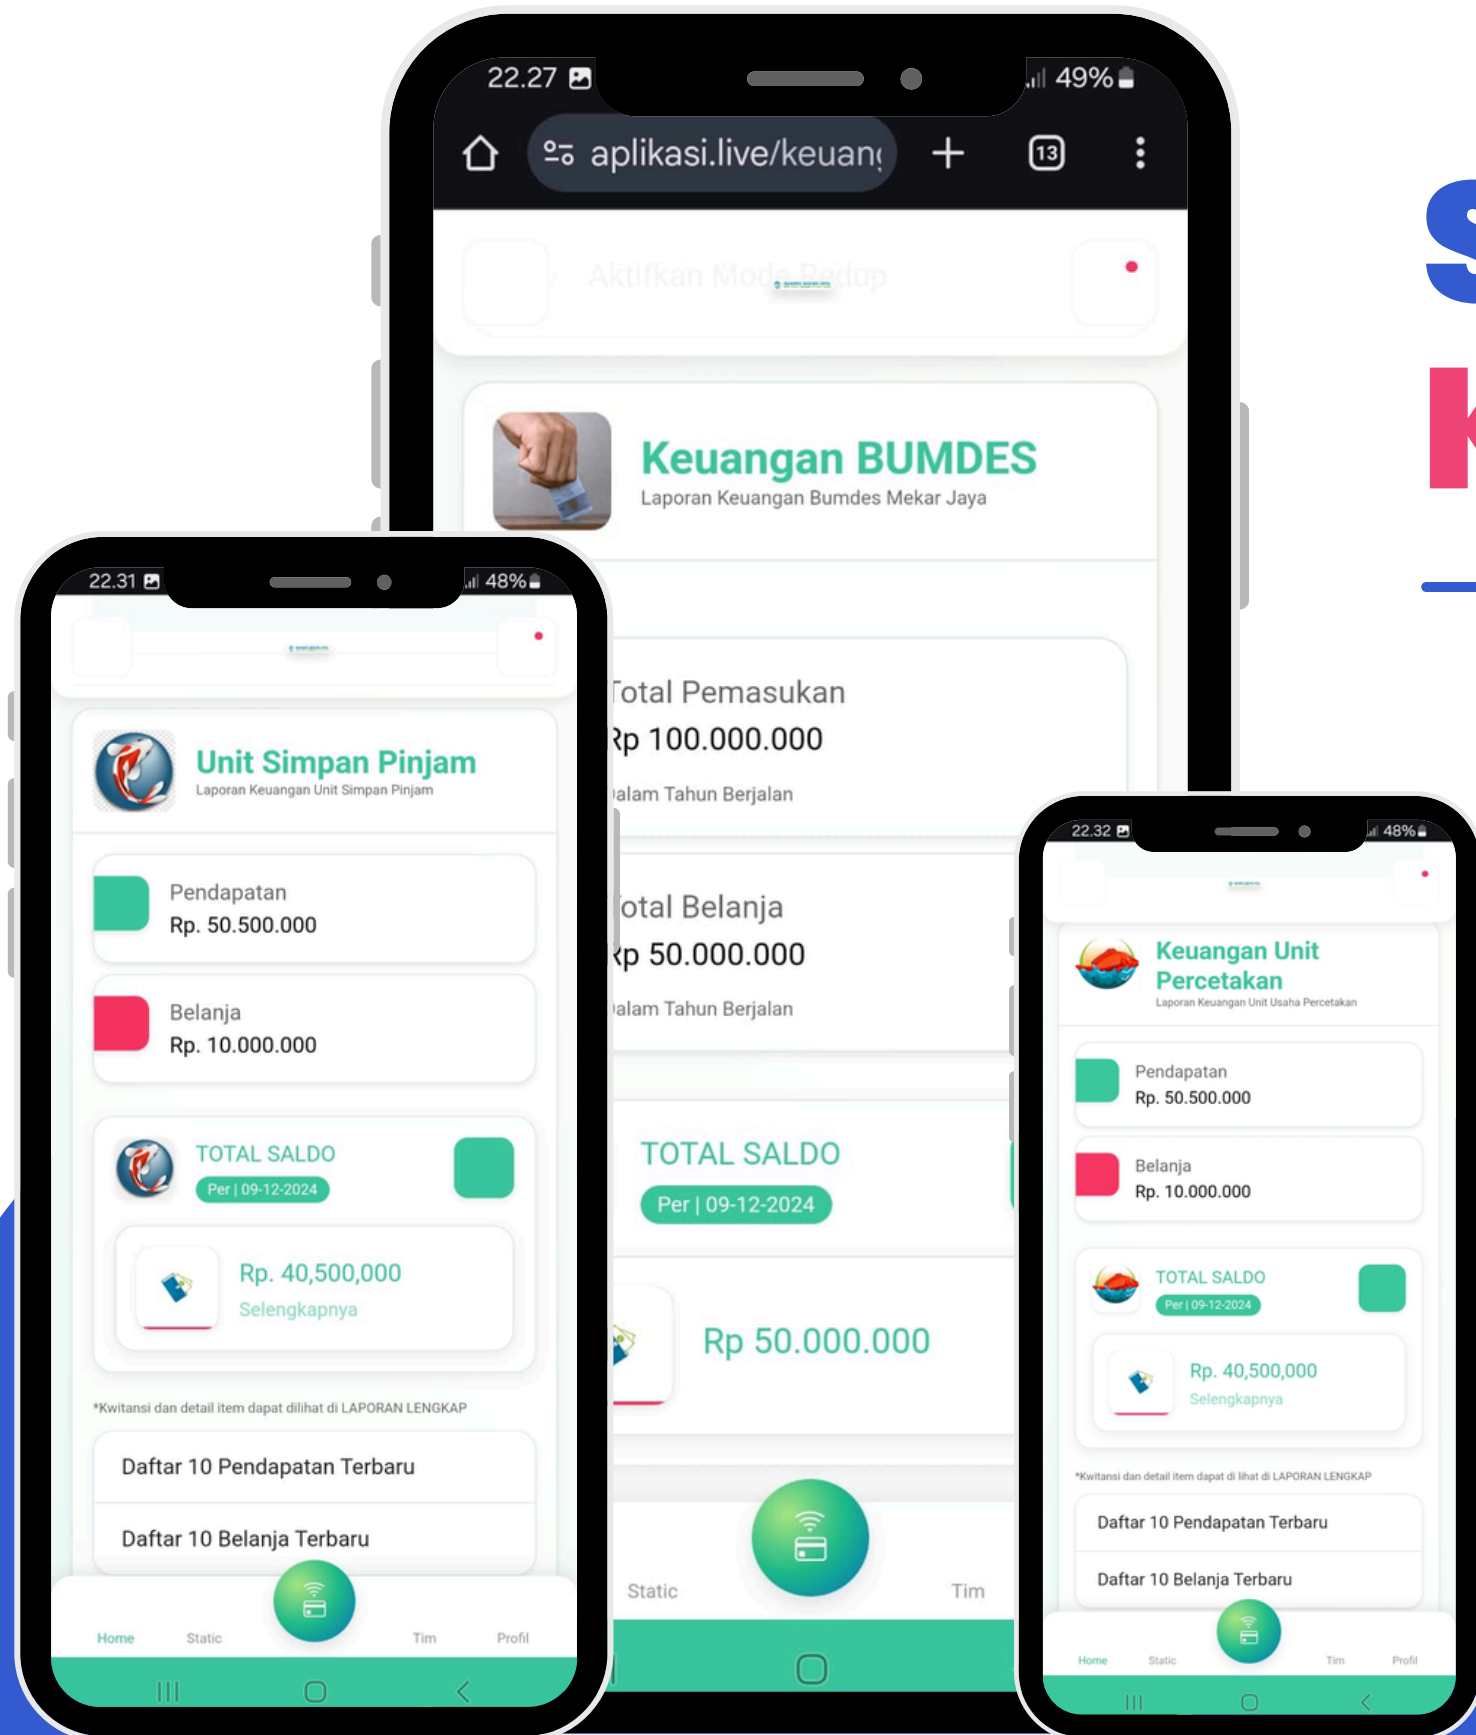 22.27
49%
aplikasi.live/keuang
13
Aktifkan Mode Redup
Keuangan BUMDES
Laporan Keuangan Bumdes Mekar Jaya
Total Pemasukan
Rp 100.000.000
Dalam Tahun Berjalan
Total Belanja
Rp 50.000.000
Dalam Tahun Berjalan
TOTAL SALDO
Per | 09-12-2024
Rp 50.000.000
Static
Tim
22.31
48%
Unit Simpan Pinjam
Laporan Keuangan Unit Simpan Pinjam
Pendapatan
Rp. 50.500.000
Belanja
Rp. 10.000.000
TOTAL SALDO
Per | 09-12-2024
Rp. 40,500,000
Selengkapnya
*Kwitansi dan detail item dapat dilihat di LAPORAN LENGKAP
Daftar 10 Pendapatan Terbaru
Daftar 10 Belanja Terbaru
Home Static Tim Profil
22.32
48%
Keuangan Unit
Percetakan
Laporan Keuangan Unit Usaha Percetakan
Pendapatan
Rp. 50.500.000
Belanja
Rp. 10.000.000
TOTAL SALDO
Per | 09-12-2024
Rp. 40,500,000
Selengkapnya
*Kwitansi dan detail item dapat di lihat di LAPORAN LENGKAP
Daftar 10 Pendapatan Terbaru
Daftar 10 Belanja Terbaru
Home Static Tim Profil
S
K